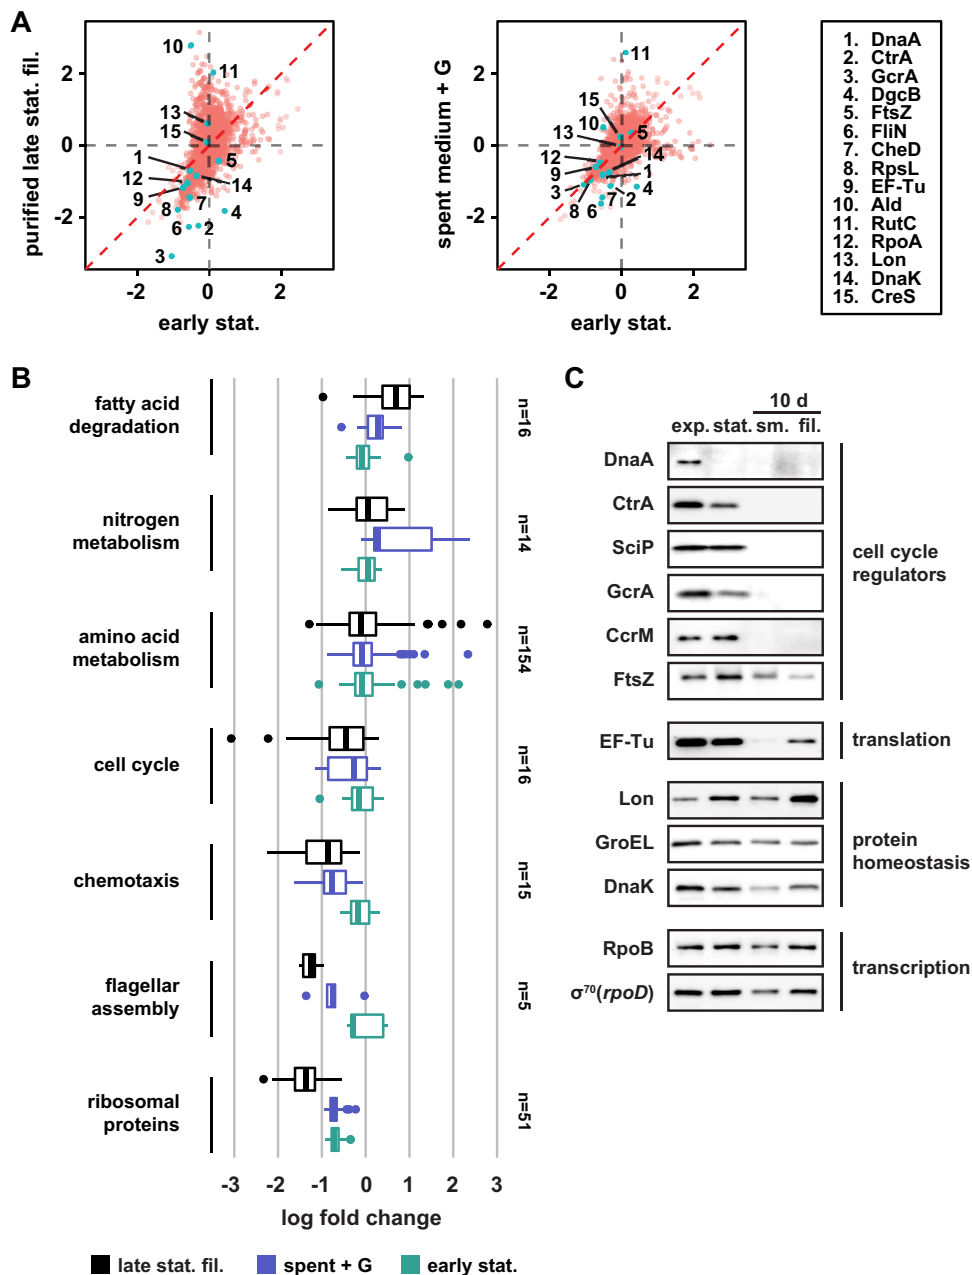 A
purified late stat. fil.
2
0
-2
10
11
13
15
1
12
9
8
7
6
2
3
5
14
4
-2
0
2
early stat.
spent medium + G
2
0
-2
11
15
10
13
12
9
3
8
6
7
5
14
1
4
2
-2
0
2
early stat.
1. DnaA
2. CtrA
3. GcrA
4. DgcB
5. FtsZ
6. FliN
7. CheD
8. RpsL
9. EF-Tu
10. Ald
11. RutC
12. RpoA
13. Lon
14. DnaK
15. CreS
B
fatty acid
degradation
n=16
nitrogen
metabolism
n=14
amino acid
metabolism
n=154
cell cycle
n=16
chemotaxis
n=15
flagellar
assembly
n=5
ribosomal
proteins
n=51
-3 -2 -1 0 1 2 3
log fold change
late stat. fil. spent + G early stat.
C
10 d
exp. stat. sm. fil.
DnaA
CtrA
SciP
GcrA
CcrM
FtsZ
cell cycle
regulators
EF-Tu
translation
Lon
GroEL
DnaK
protein
homeostasis
RpoB
σ⁷⁰(rpoD)
transcription